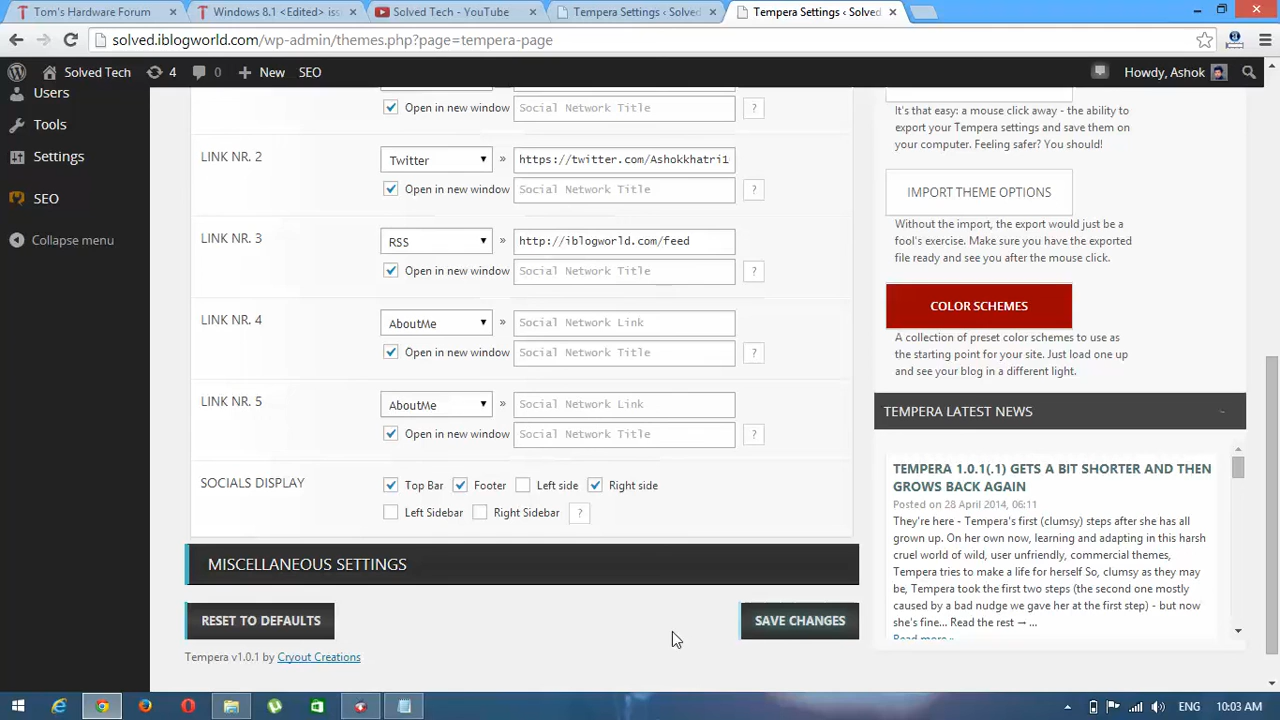 Tom's Hardware Forum
Windows 8.1 <Edited> iss
Solved Tech - YouTube
Tempera Settings ‹ Solved
Tempera Settings ‹ Solved
solved.iblogworld.com/wp-admin/themes.php?page=tempera-page
Solved Tech
4
0
New
SEO
Howdy, Ashok
Users
Tools
Settings
SEO
Collapse menu
Open in new window
Social Network Title
?
LINK NR. 2
Twitter
»
https://twitter.com/Ashokkhatri1
Open in new window
Social Network Title
?
LINK NR. 3
RSS
»
http://iblogworld.com/feed
Open in new window
Social Network Title
?
LINK NR. 4
AboutMe
»
Social Network Link
Open in new window
Social Network Title
?
LINK NR. 5
AboutMe
»
Social Network Link
Open in new window
Social Network Title
?
SOCIALS DISPLAY
Top Bar
Footer
Left side
Right side
Left Sidebar
Right Sidebar
?
MISCELLANEOUS SETTINGS
RESET TO DEFAULTS
SAVE CHANGES
Tempera v1.0.1 by Cryout Creations
It's that easy: a mouse click away - the ability to
export your Tempera settings and save them on
your computer. Feeling safer? You should!
IMPORT THEME OPTIONS
Without the import, the export would just be a
fool's exercise. Make sure you have the exported
file ready and see you after the mouse click.
COLOR SCHEMES
A collection of preset color schemes to use as
the starting point for your site. Just load one up
and see your blog in a different light.
TEMPERA LATEST NEWS
TEMPERA 1.0.1(.1) GETS A BIT SHORTER AND THEN
GROWS BACK AGAIN
Posted on 28 April 2014, 06:11
They're here - Tempera's first (clumsy) steps after she has all
grown up. On her own now, learning and adapting in this harsh
cruel world of wild, user unfriendly, commercial themes,
Tempera tries to make a life for herself So, clumsy as they may
be, Tempera took the first two steps (the second one mostly
caused by a bad nudge we gave her at the first step) - but now
she's fine... Read the rest → ...
Read more »
ENG
10:03 AM